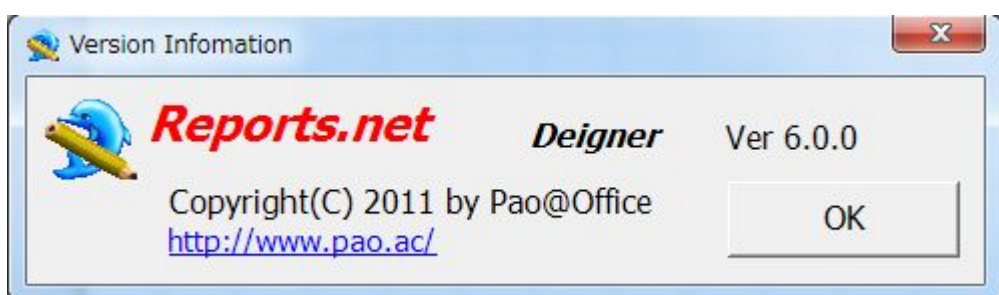 Version Infomation
Reports.net Deigner Ver 6.0.0
Copyright(C) 2011 by Pao@Office
http://www.pao.ac/
OK